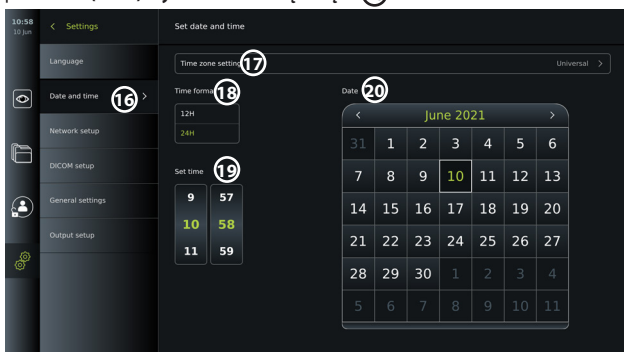 10:58
10 Jun
Settings
Set date and time
Language
Time zone settings 17
Universal
Date and time 16
Time format 18
12H
24H
Date 20
June 2021
31 1 2 3 4 5 6
7 8 9 10 11 12 13
14 15 16 17 18 19 20
21 22 23 24 25 26 27
28 29 30 1 2 3 4
5 6 7 8 9 10 11
Network setup
DICOM setup
Set time 19
9 57
10 58
11 59
General settings
Output setup